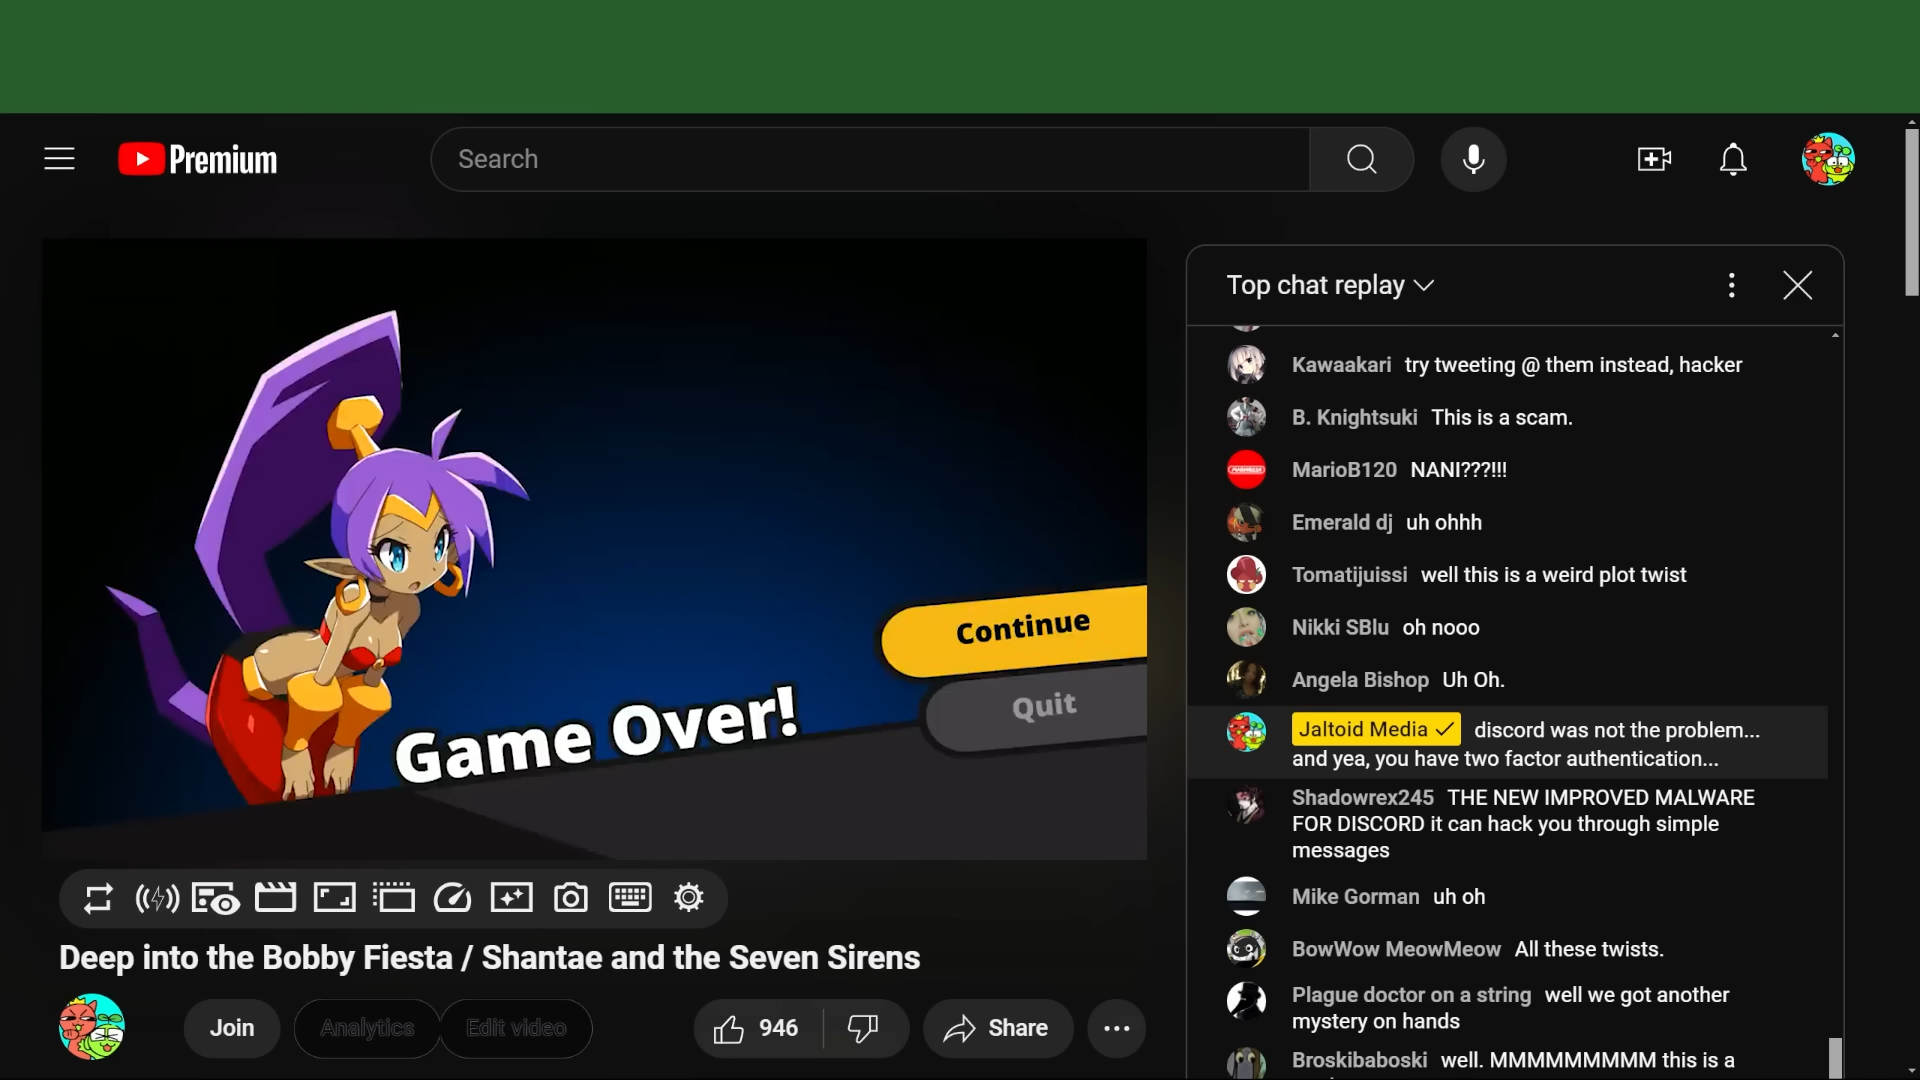 Premium
Search
Top chat replay
Kawaakari try tweeting @ them instead, hacker
B. Knightsuki This is a scam.
MarioB120 NANI???!!!
Emerald dj uh ohhh
Tomatijuissi well this is a weird plot twist
Nikki SBlu oh nooo
Angela Bishop Uh Oh.
Jaltoid Media discord was not the problem...
and yea, you have two factor authentication...
Shadowrex245 THE NEW IMPROVED MALWARE
FOR DISCORD it can hack you through simple
messages
Mike Gorman uh oh
BowWow MeowMeow All these twists.
Plague doctor on a string well we got another
mystery on hands
Broskibaboski well. MMMMMMMMM this is a
Continue
Quit
Game Over!
Deep into the Bobby Fiesta / Shantae and the Seven Sirens
Join
Analytics
Edit video
946
Share